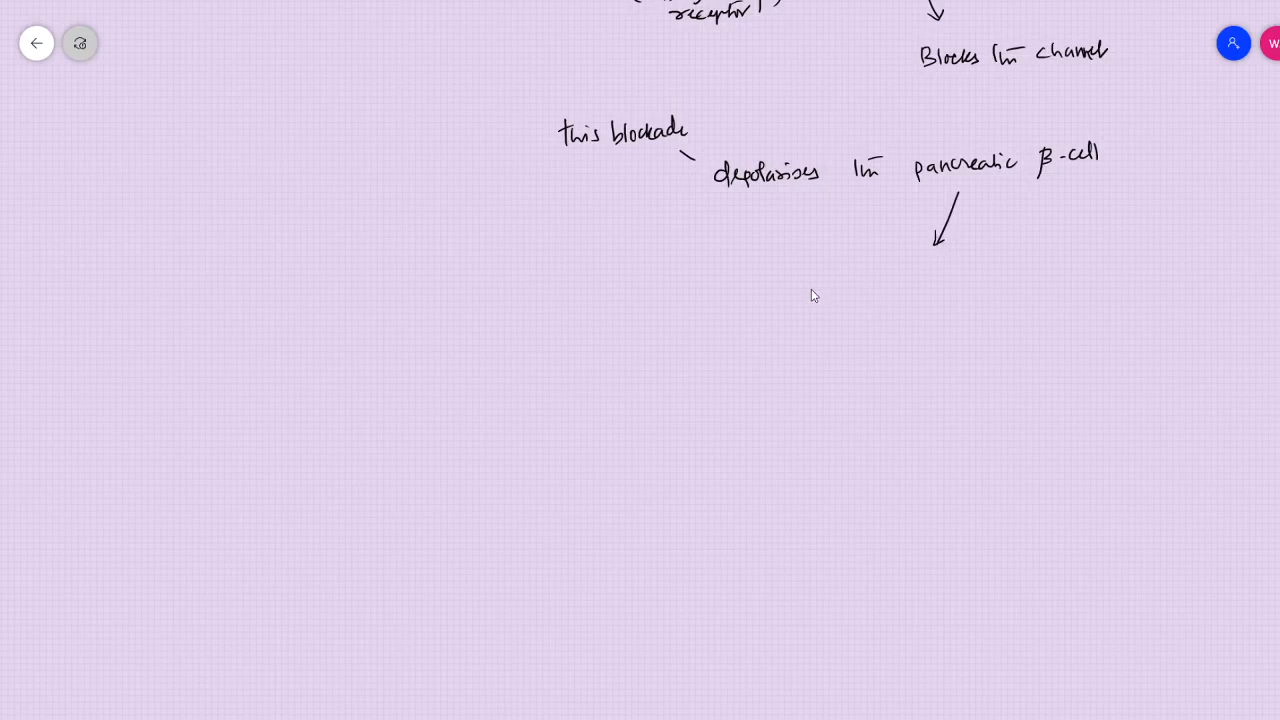 receptor
Blocks the channel
this blockade
depolarises the pancreatic β-cell
W